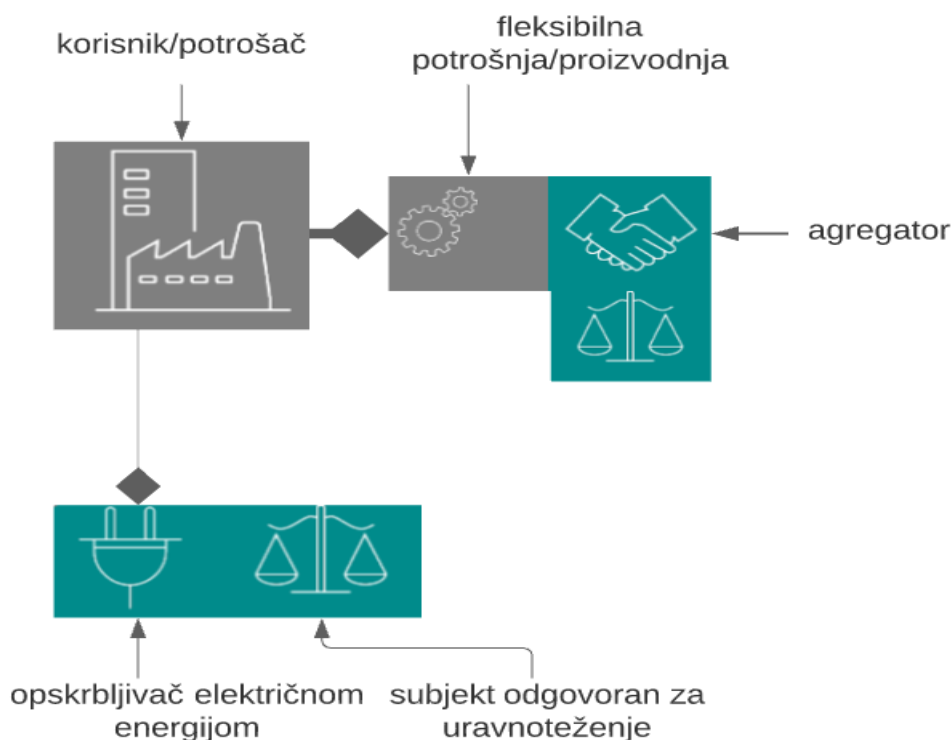 korisnik/potrošač
fleksibilna
potrošnja/proizvodnja
agregator
opskrbljivač električnom
energijom
subjekt odgovoran za
uravnoteženje